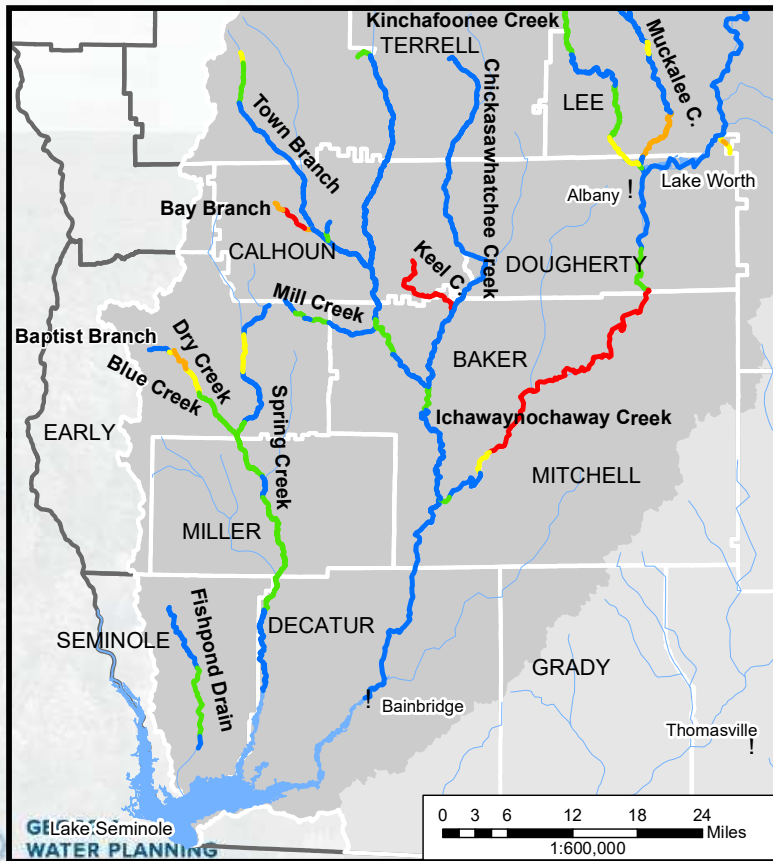 Kinchafoonee Creek
TERRELL
Muckalee C.
Chickasawhatchee Creek
LEE
Town Branch
Lake Worth
Albany
Bay Branch
CALHOUN
DOUGHERTY
Keel C.
Mill Creek
Baptist Branch
Dry Creek
Blue Creek
BAKER
Spring Creek
Ichawaynochaway Creek
EARLY
MITCHELL
MILLER
SEMINOLE
Fishpond Drain
DECATUR
GRADY
Bainbridge
Thomasville
Lake Seminole
WATER PLANNING
0 3 6 12 18 24
Miles
1:600,000